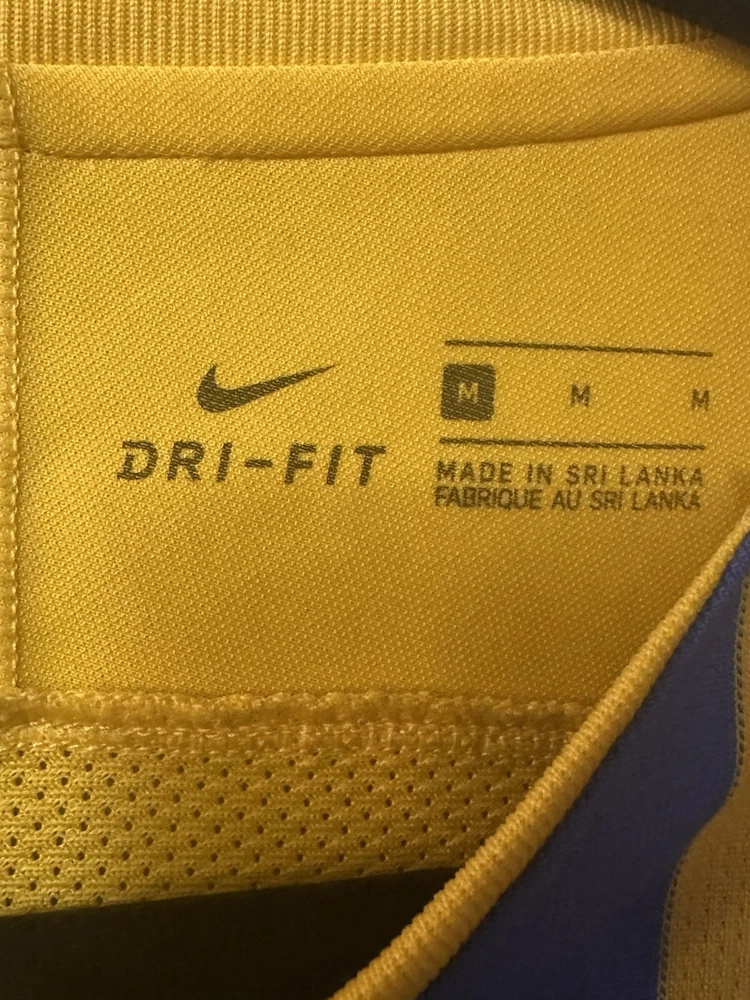 DRI-FIT
M M M
MADE IN SRI LANKA
FABRIQUE AU SRI LANKA